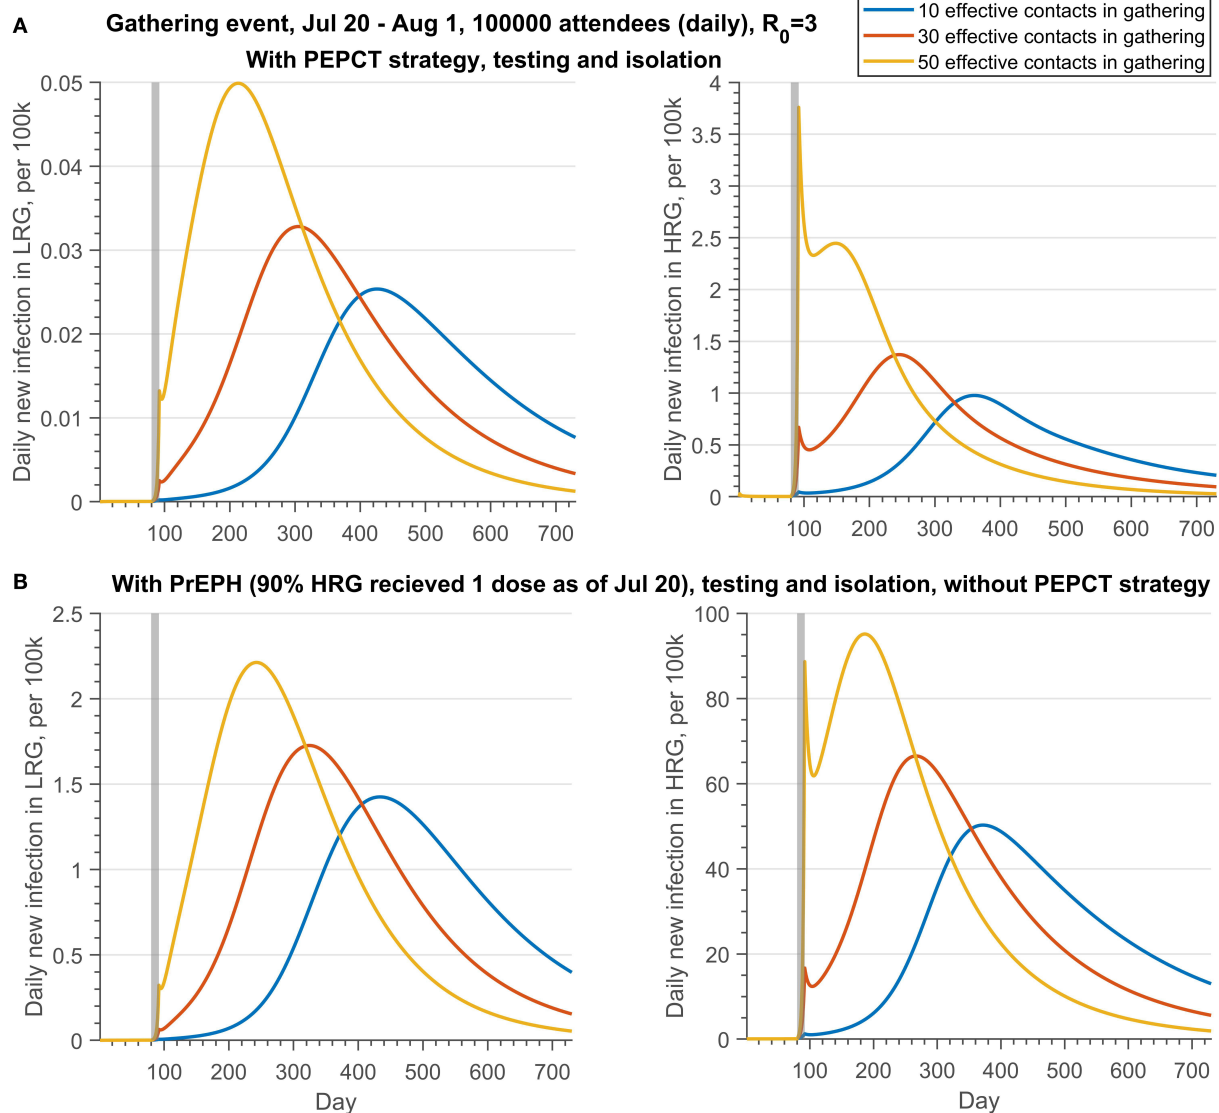 A
Gathering event, Jul 20 - Aug 1, 100000 attendees (daily), R0=3
With PEPCT strategy, testing and isolation
10 effective contacts in gathering
30 effective contacts in gathering
50 effective contacts in gathering
Daily new infection in LRG, per 100k
0.05
0.04
0.03
0.02
0.01
0
100 200 300 400 500 600 700
Daily new infection in HRG, per 100k
4
3.5
3
2.5
2
1.5
1
0.5
0
100 200 300 400 500 600 700
B
With PrEPH (90% HRG recieved 1 dose as of Jul 20), testing and isolation, without PEPCT strategy
Daily new infection in LRG, per 100k
2.5
2
1.5
1
0.5
0
100 200 300 400 500 600 700
Day
Daily new infection in HRG, per 100k
100
80
60
40
20
0
100 200 300 400 500 600 700
Day